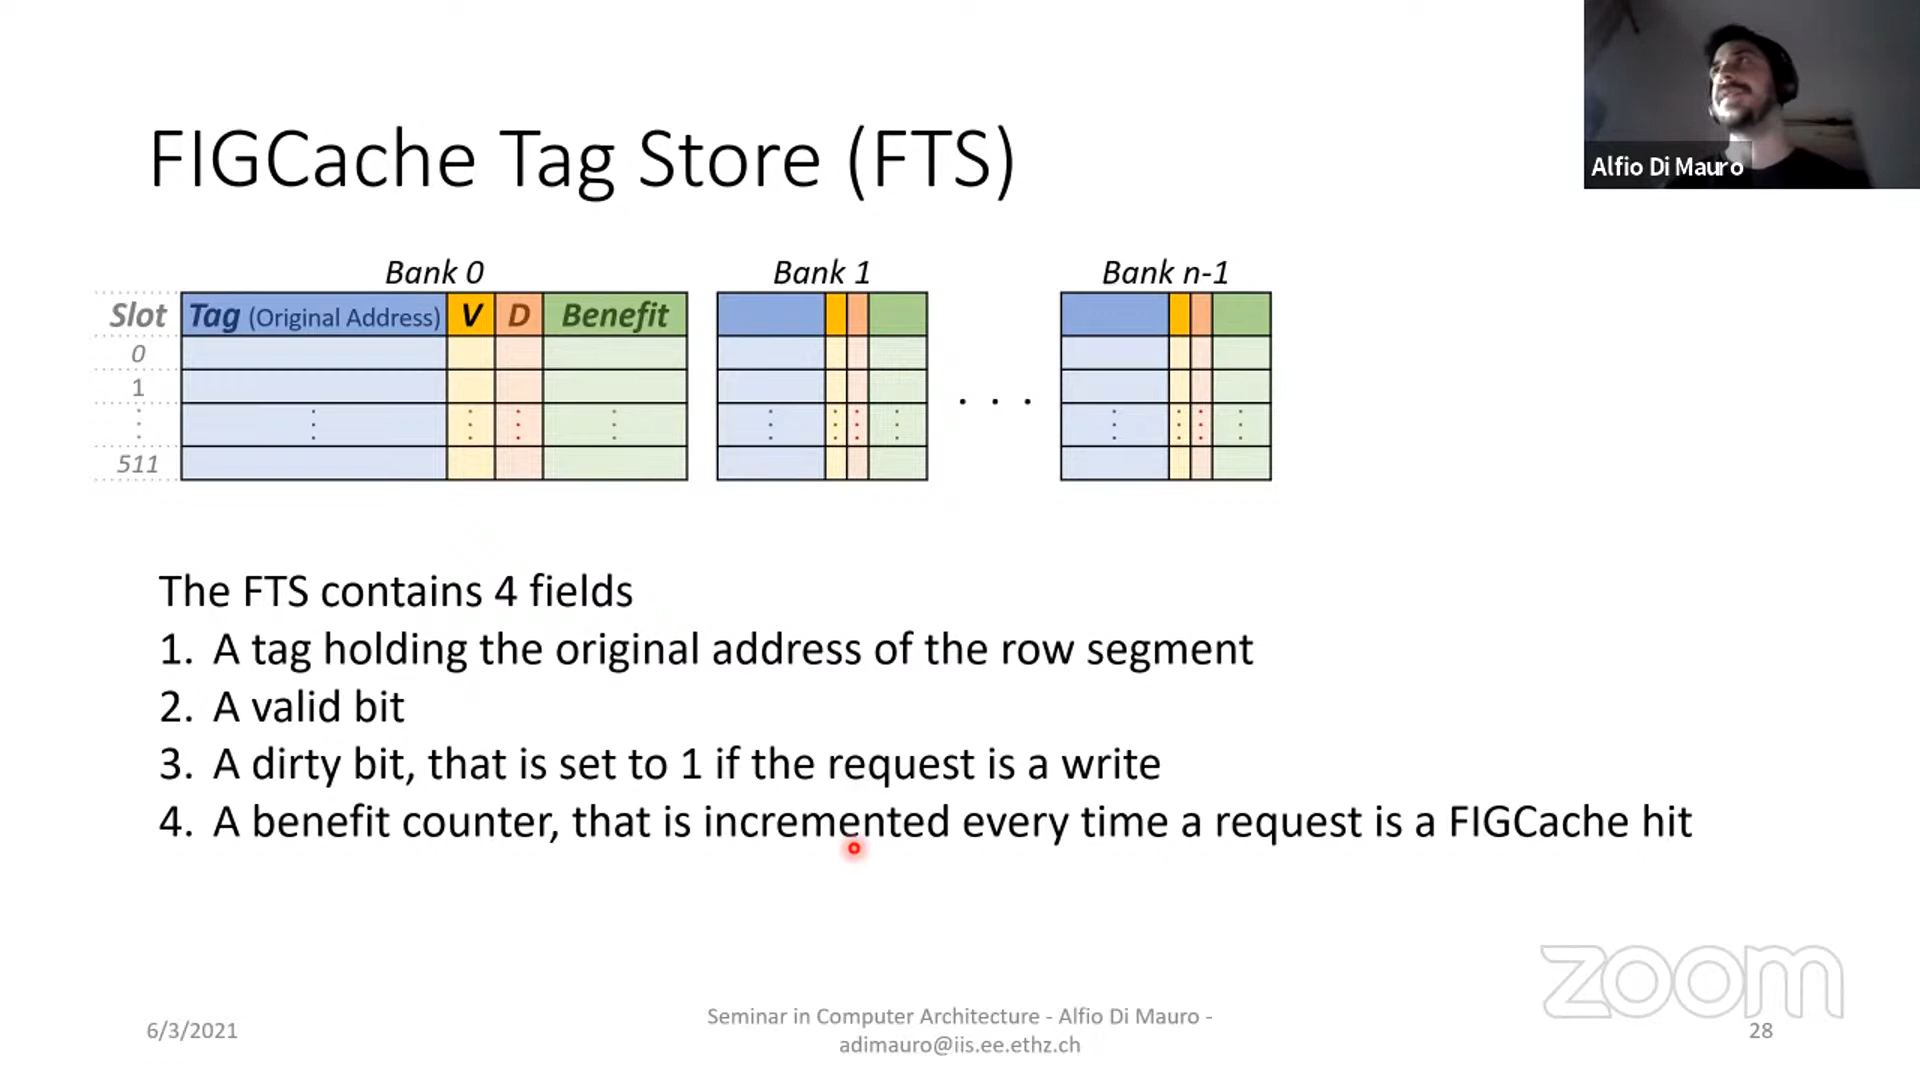 Alfio Di Mauro
FIGCache Tag Store (FTS)
Bank 0 Bank 1 Bank n-1
Slot Tag (Original Address) V D Benefit
0
1
511
The FTS contains 4 fields
1. A tag holding the original address of the row segment
2. A valid bit
3. A dirty bit, that is set to 1 if the request is a write
4. A benefit counter, that is incremented every time a request is a FIGCache hit
zoom
6/3/2021
Seminar in Computer Architecture - Alfio Di Mauro -
adimauro@iis.ee.ethz.ch
28